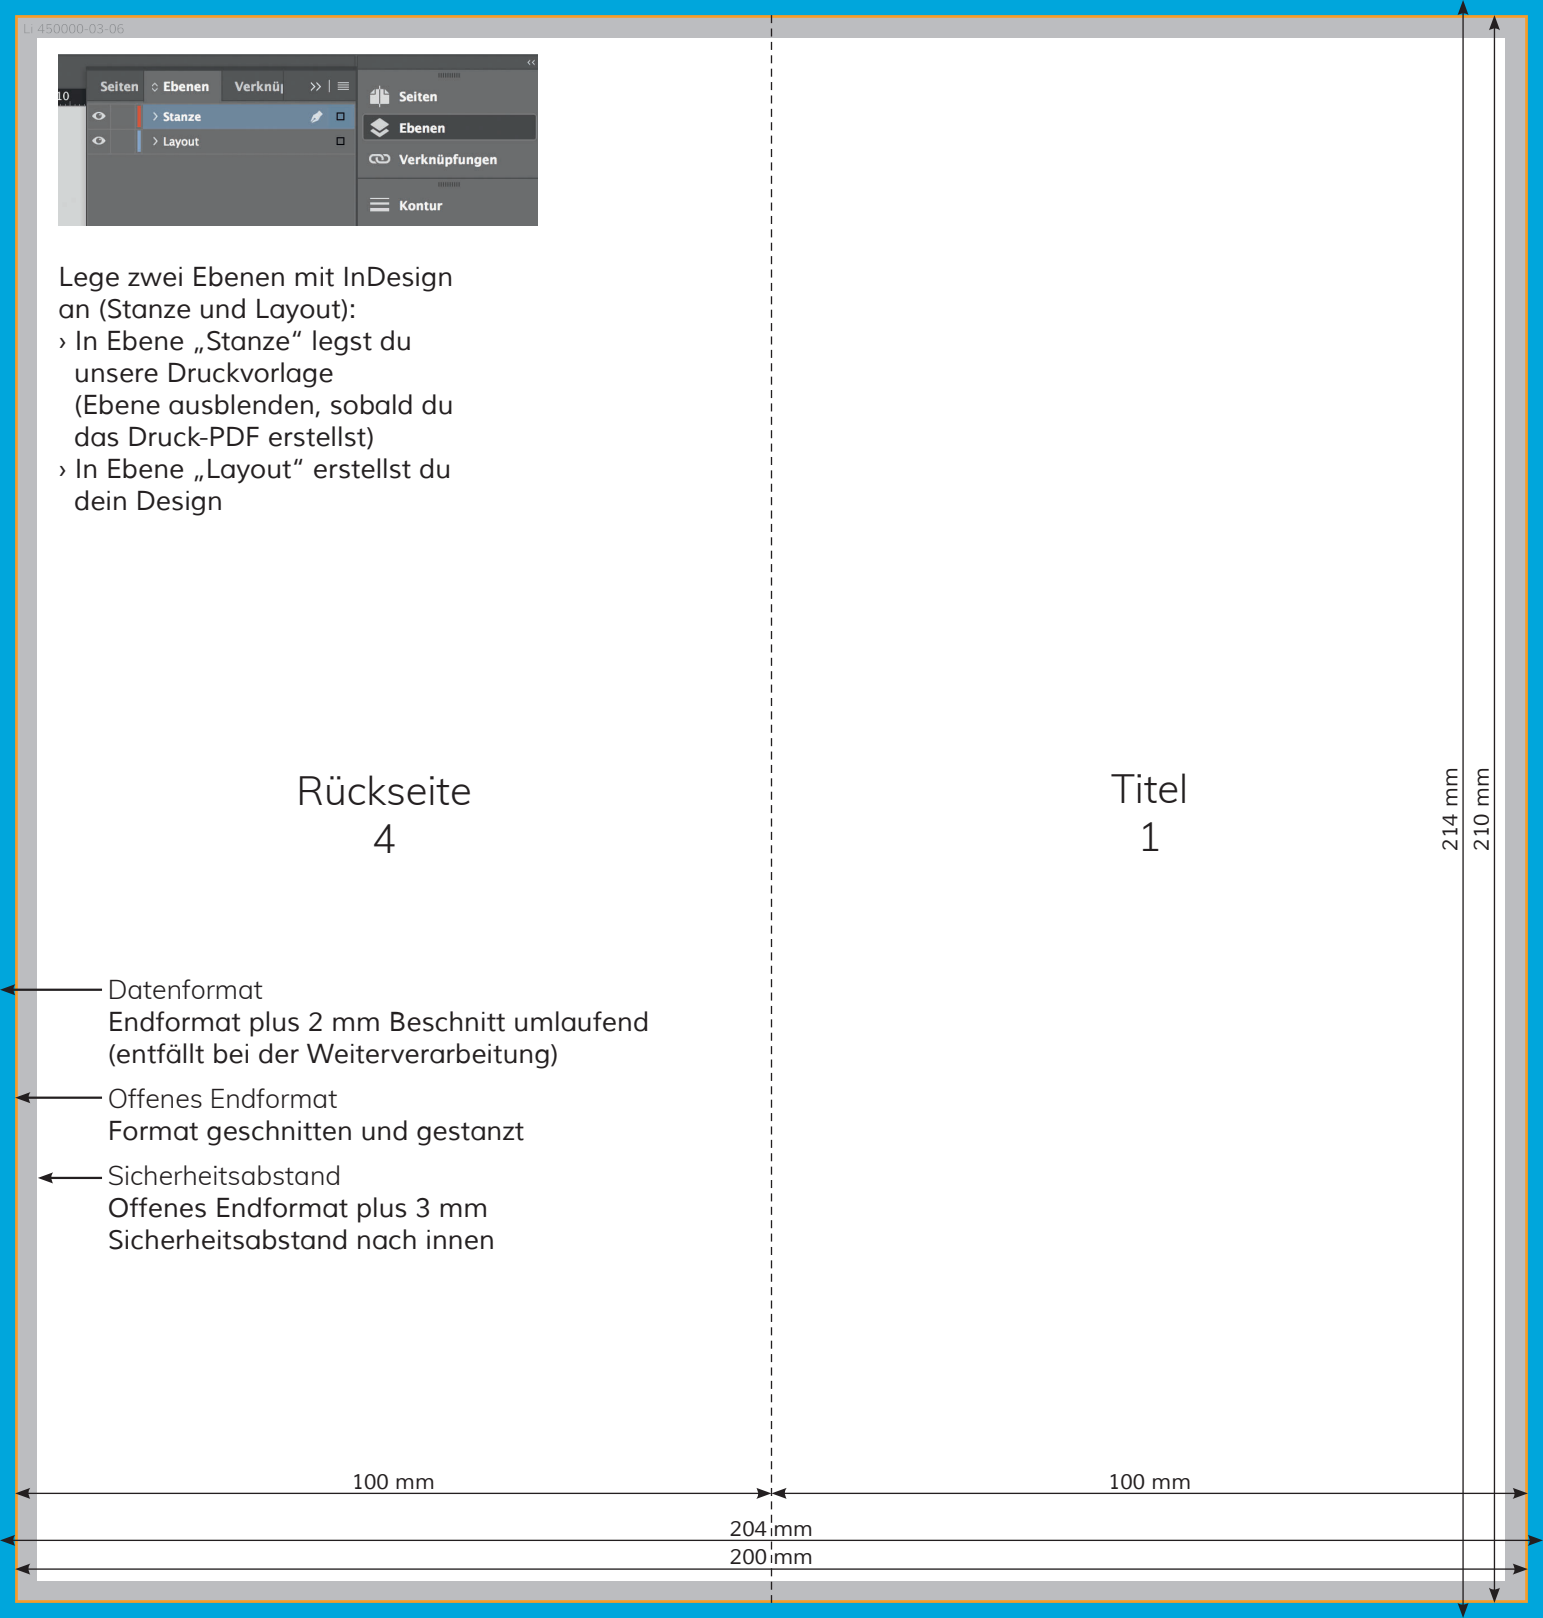 Li 450000-03-06
Seiten Ebenen Verknüp
10
Stanze
Layout
Seiten
Ebenen
Verknüpfungen
Kontur
Lege zwei Ebenen mit InDesign
an (Stanze und Layout):
› In Ebene „Stanze“ legst du
unsere Druckvorlage
(Ebene ausblenden, sobald du
das Druck-PDF erstellst)
› In Ebene „Layout“ erstellst du
dein Design
Rückseite
4
Titel
1
214 mm
210 mm
Datenformat
Endformat plus 2 mm Beschnitt umlaufend
(entfällt bei der Weiterverarbeitung)
Offenes Endformat
Format geschnitten und gestanzt
Sicherheitsabstand
Offenes Endformat plus 3 mm
Sicherheitsabstand nach innen
100 mm
100 mm
204 mm
200 mm